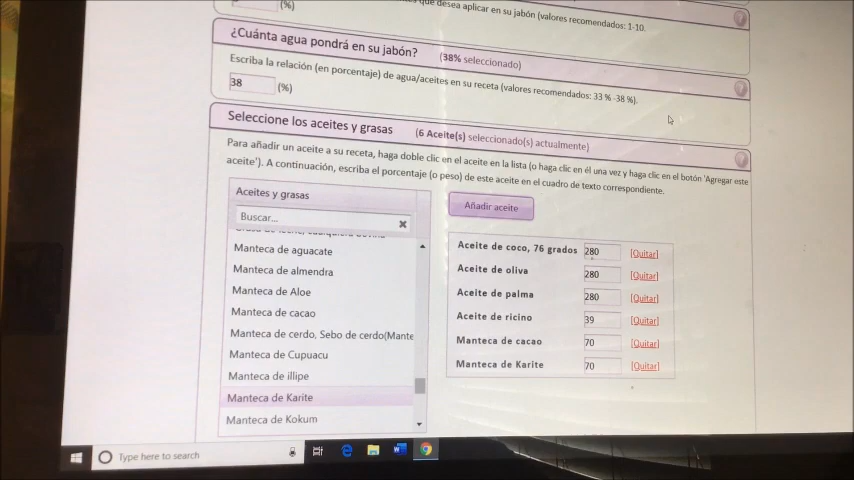 (%)
que desea aplicar en su jabón (valores recomendados: 1-10.
¿Cuánta agua pondrá en su jabón? (38% seleccionado)
Escriba la relación (en porcentaje) de agua/aceites en su receta (valores recomendados: 33 % -38 %).
38 (%)
Seleccione los aceites y grasas (6 Aceite(s) seleccionado(s) actualmente)
Para añadir un aceite a su receta, haga doble clic en el aceite en la lista (o haga clic en él una vez y haga clic en el botón 'Agregar este
aceite'). A continuación, escriba el porcentaje (o peso) de este aceite en el cuadro de texto correspondiente.
Aceites y grasas
Buscar...
Manteca de aguacate
Manteca de almendra
Manteca de Aloe
Manteca de cacao
Manteca de cerdo, Sebo de cerdo(Mante
Manteca de Cupuacu
Manteca de illipe
Manteca de Karite
Manteca de Kokum
Añadir aceite
Aceite de coco, 76 grados 280 [Quitar]
Aceite de oliva 280 [Quitar]
Aceite de palma 280 [Quitar]
Aceite de ricino 39 [Quitar]
Manteca de cacao 70 [Quitar]
Manteca de Karite 70 [Quitar]
Type here to search